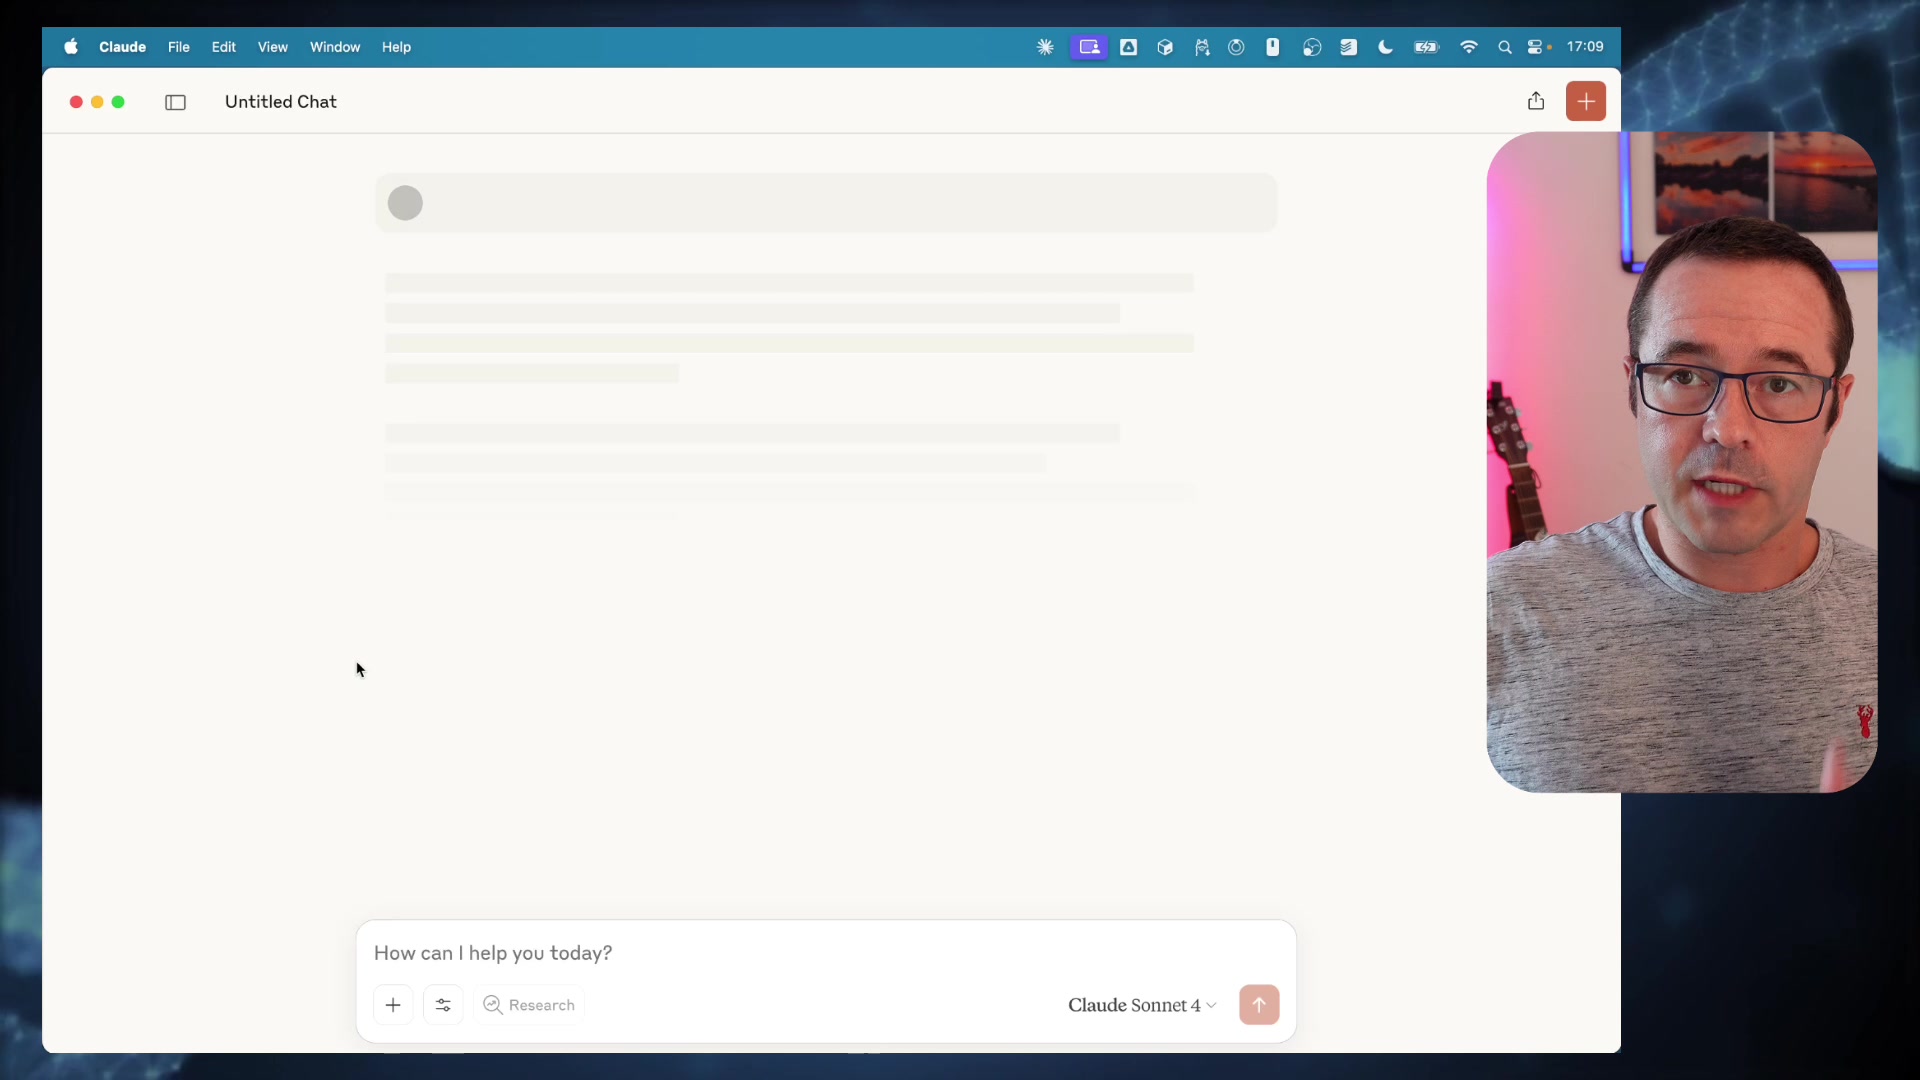 Claude File Edit View Window Help 17:09
Untitled Chat
How can I help you today?
Research Claude Sonnet 4